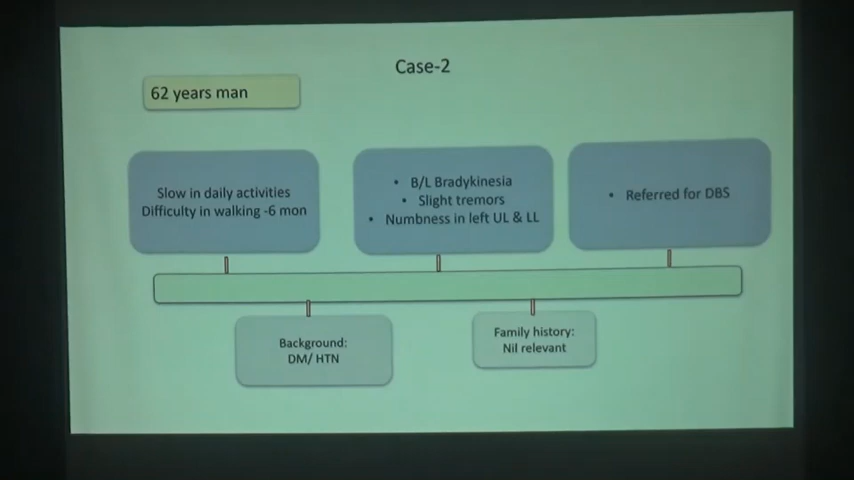 Case-2
62 years man
Slow in daily activities
Difficulty in walking -6 mon
• B/L Bradykinesia
• Slight tremors
• Numbness in left UL & LL
• Referred for DBS
Background:
DM/ HTN
Family history:
Nil relevant